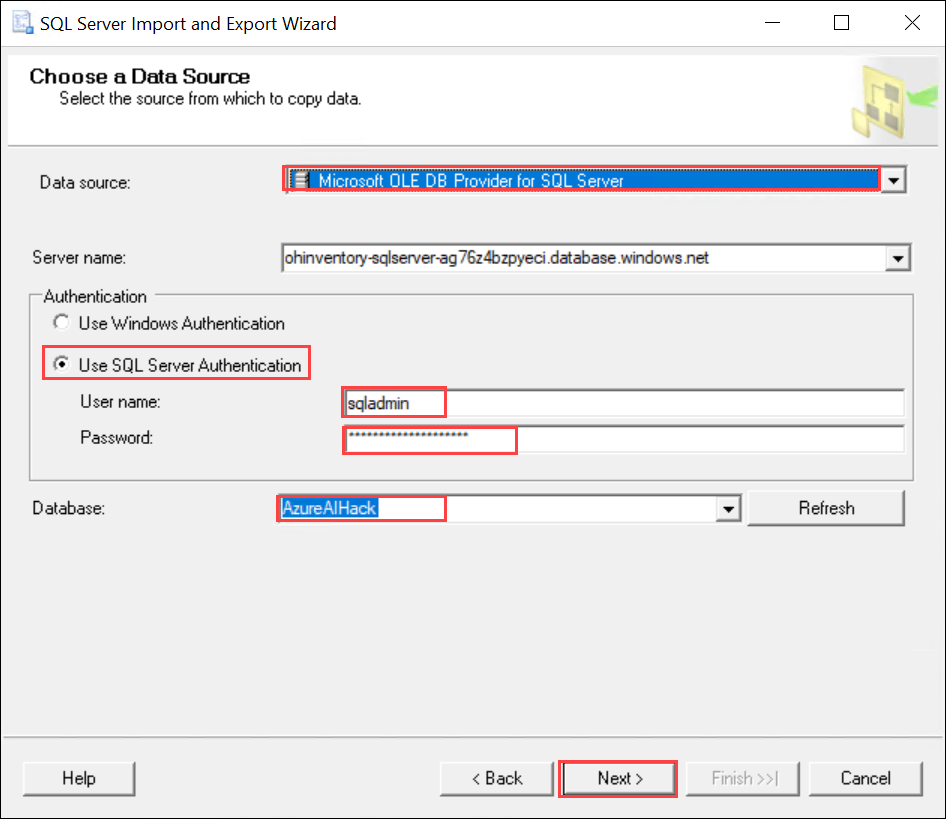 SQL Server Import and Export Wizard
Choose a Data Source
Select the source from which to copy data.
Data source: Microsoft OLE DB Provider for SQL Server
Server name: ohinventory-sqlserver-ag76z4bzpyeci.database.windows.net
Authentication
Use Windows Authentication
Use SQL Server Authentication
User name: sqladmin
Password: ********************
Database: AzureAIHack Refresh
Help < Back Next > Finish >>| Cancel